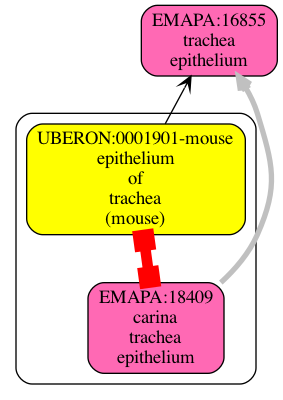 EMAPA:16855
trachea
epithelium
UBERON:0001901-mouse
epithelium
of
trachea
(mouse)
EMAPA:18409
carina
trachea
epithelium